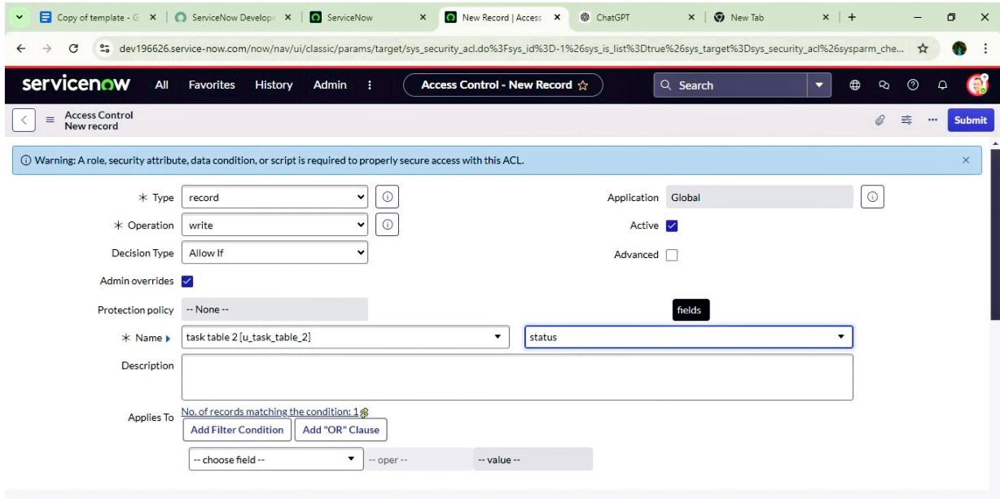 Copy of template - G
ServiceNow Develope
ServiceNow
New Record | Access
ChatGPT
New Tab
dev196626.service-now.com/now/nav/ui/classic/params/target/sys_security_acl.do%3Fsys_id%3D-1%26sys_is_list%3Dtrue%26sys_target%3Dsys_security_acl%26sysparm_che...
servicenow All Favorites History Admin Access Control - New Record Search
Access Control
New record
Submit
Warning: A role, security attribute, data condition, or script is required to properly secure access with this ACL.
Type record Application Global
Operation write Active
Decision Type Allow If Advanced
Admin overrides
Protection policy -- None -- fields
Name task table 2 [u_task_table_2] status
Description
Applies To No. of records matching the condition: 1
Add Filter Condition Add "OR" Clause
-- choose field -- -- oper -- -- value --